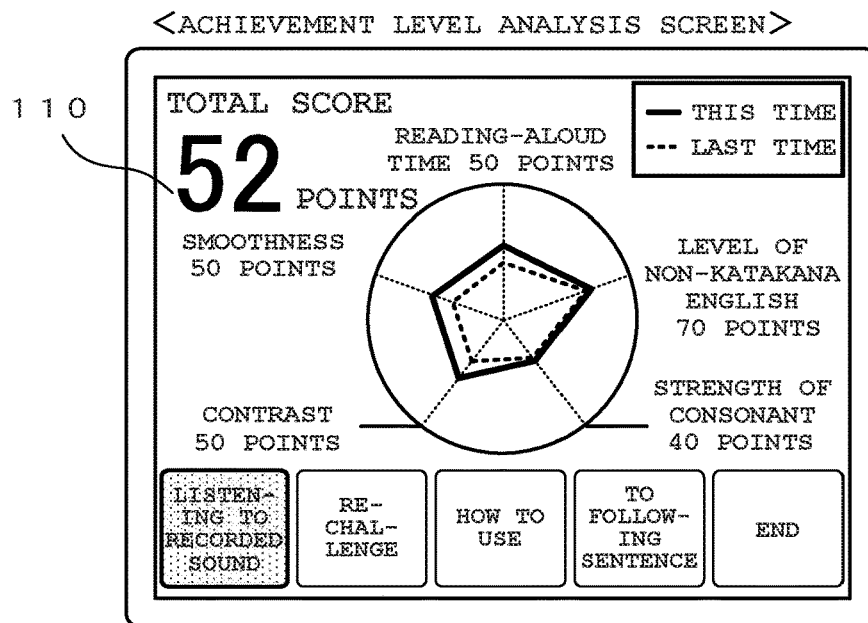 <ACHIEVEMENT LEVEL ANALYSIS SCREEN>
110
TOTAL SCORE
52 POINTS
THIS TIME
LAST TIME
READING-ALOUD
TIME 50 POINTS
SMOOTHNESS
50 POINTS
LEVEL OF
NON-KATAKANA
ENGLISH
70 POINTS
CONTRAST
50 POINTS
STRENGTH OF
CONSONANT
40 POINTS
LISTEN-
ING TO
RECORDED
SOUND
RE-
CHAL-
LENGE
HOW TO
USE
TO
FOLLOW-
ING
SENTENCE
END